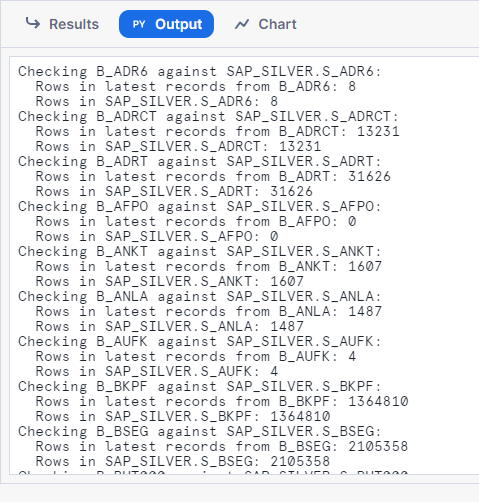 Results
PY Output
Chart
Checking B_ADR6 against SAP_SILVER.S_ADR6:
Rows in latest records from B_ADR6: 8
Rows in SAP_SILVER.S_ADR6: 8
Checking B_ADRCT against SAP_SILVER.S_ADRCT:
Rows in latest records from B_ADRCT: 13231
Rows in SAP_SILVER.S_ADRCT: 13231
Checking B_ADRT against SAP_SILVER.S_ADRT:
Rows in latest records from B_ADRT: 31626
Rows in SAP_SILVER.S_ADRT: 31626
Checking B_AFPO against SAP_SILVER.S_AFPO:
Rows in latest records from B_AFPO: 0
Rows in SAP_SILVER.S_AFPO: 0
Checking B_ANKT against SAP_SILVER.S_ANKT:
Rows in latest records from B_ANKT: 1607
Rows in SAP_SILVER.S_ANKT: 1607
Checking B_ANLA against SAP_SILVER.S_ANLA:
Rows in latest records from B_ANLA: 1487
Rows in SAP_SILVER.S_ANLA: 1487
Checking B_AUFK against SAP_SILVER.S_AUFK:
Rows in latest records from B_AUFK: 4
Rows in SAP_SILVER.S_AUFK: 4
Checking B_BKPF against SAP_SILVER.S_BKPF:
Rows in latest records from B_BKPF: 1364810
Rows in SAP_SILVER.S_BKPF: 1364810
Checking B_BSEG against SAP_SILVER.S_BSEG:
Rows in latest records from B_BSEG: 2105358
Rows in SAP_SILVER.S_BSEG: 2105358